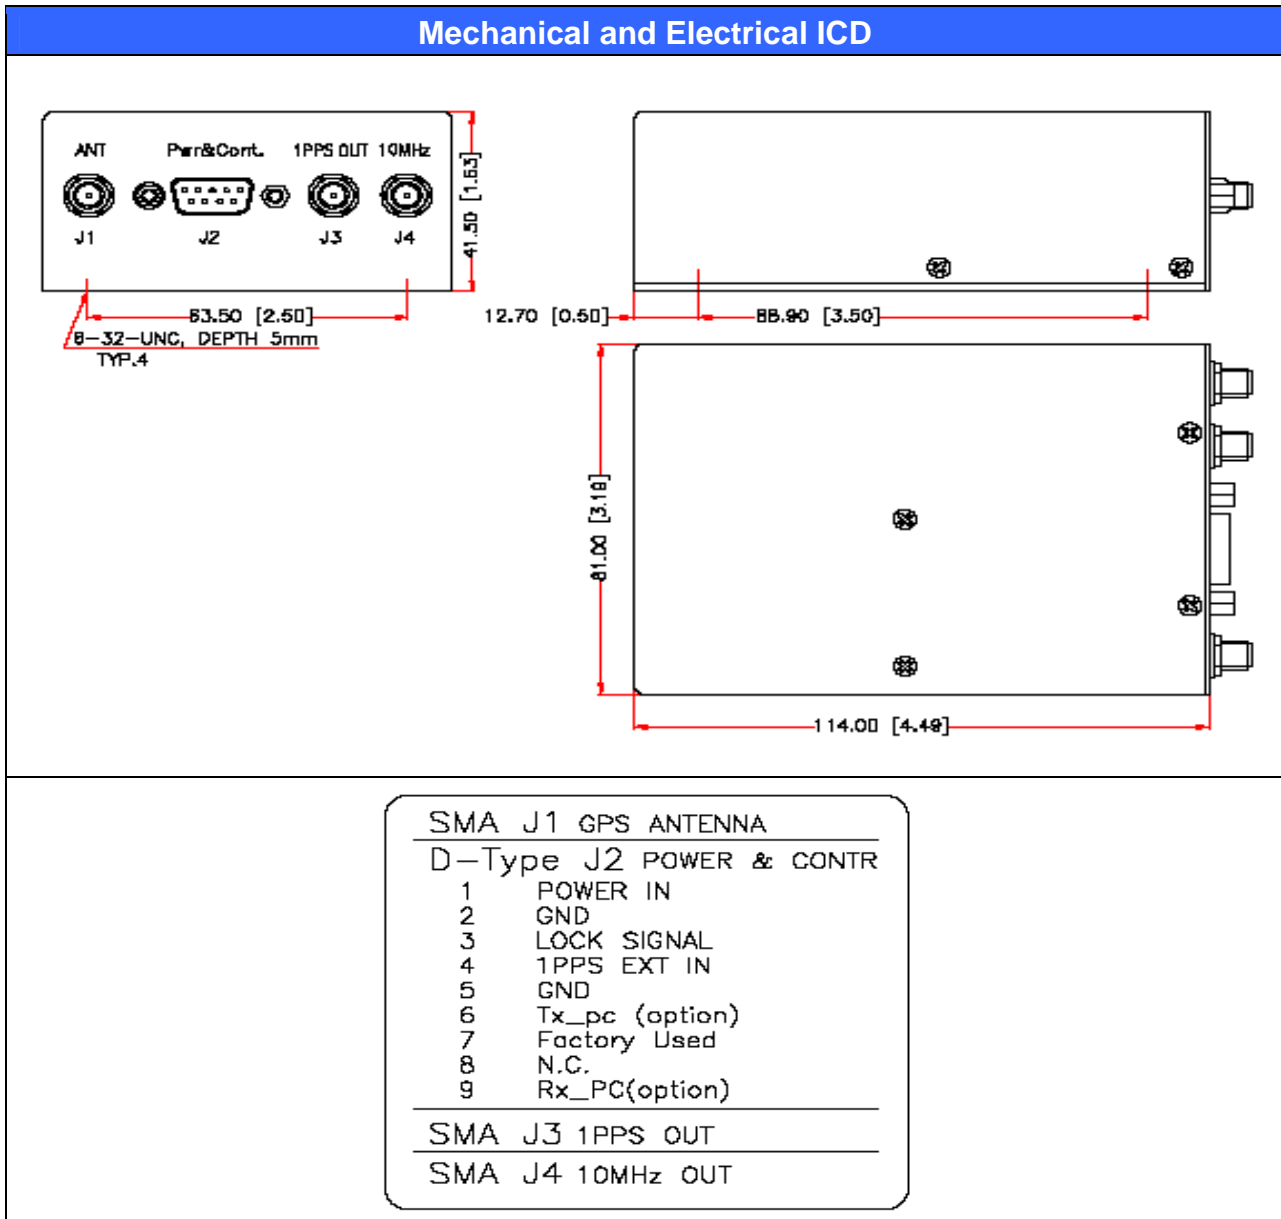 Mechanical and Electrical ICD
ANT Pwr&Cont. 1PPS OUT 10MHz
J1 J2 J3 J4
41.50 [1.63]
63.50 [2.50]
8-32-UNC, DEPTH 5mm
TYP.4
12.70 [0.50]
88.90 [3.50]
81.00 [3.19]
114.00 [4.49]
SMA J1 GPS ANTENNA
D-Type J2 POWER & CONTR
1 POWER IN
2 GND
3 LOCK SIGNAL
4 1PPS EXT IN
5 GND
6 Tx_pc (option)
7 Factory Used
8 N.C.
9 Rx_PC(option)
SMA J3 1PPS OUT
SMA J4 10MHz OUT